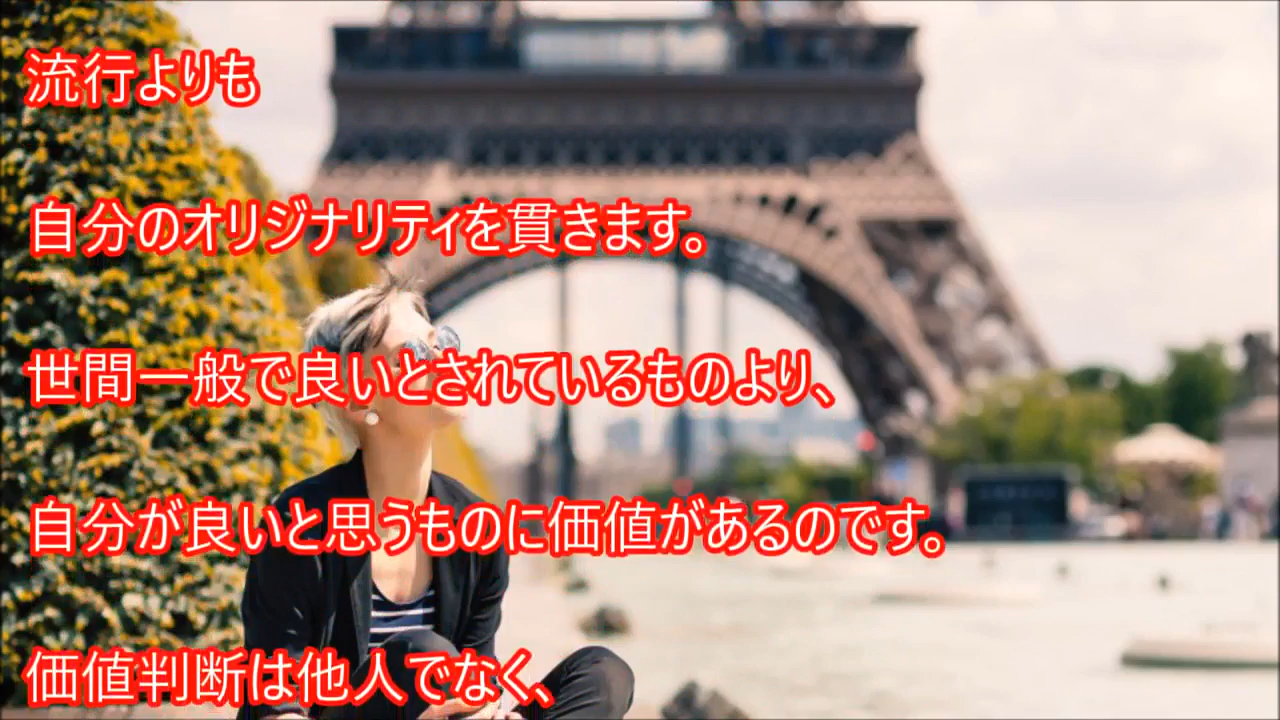 流行よりも
自分のオリジナリティを貫きます。
世間一般で良いとされているものより、
自分が良いと思うものに価値があるのです。
価値判断は他人でなく、